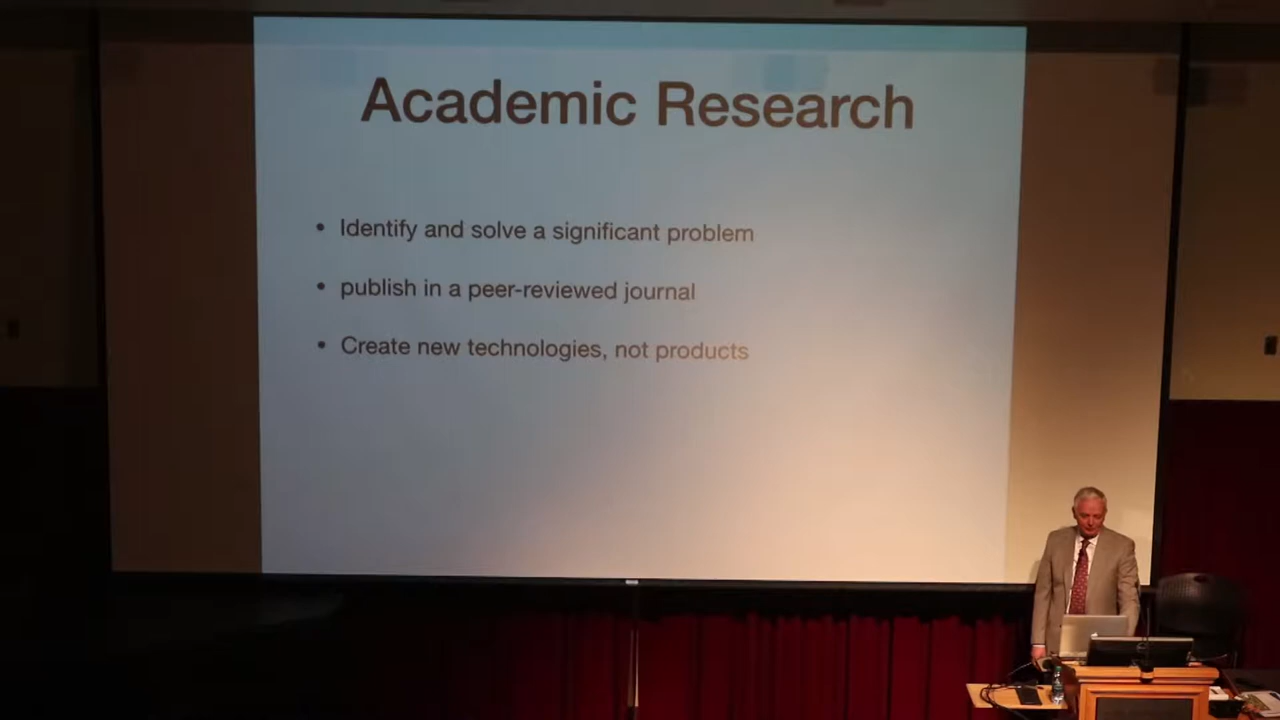 Academic Research
• Identify and solve a significant problem
• publish in a peer-reviewed journal
• Create new technologies, not products